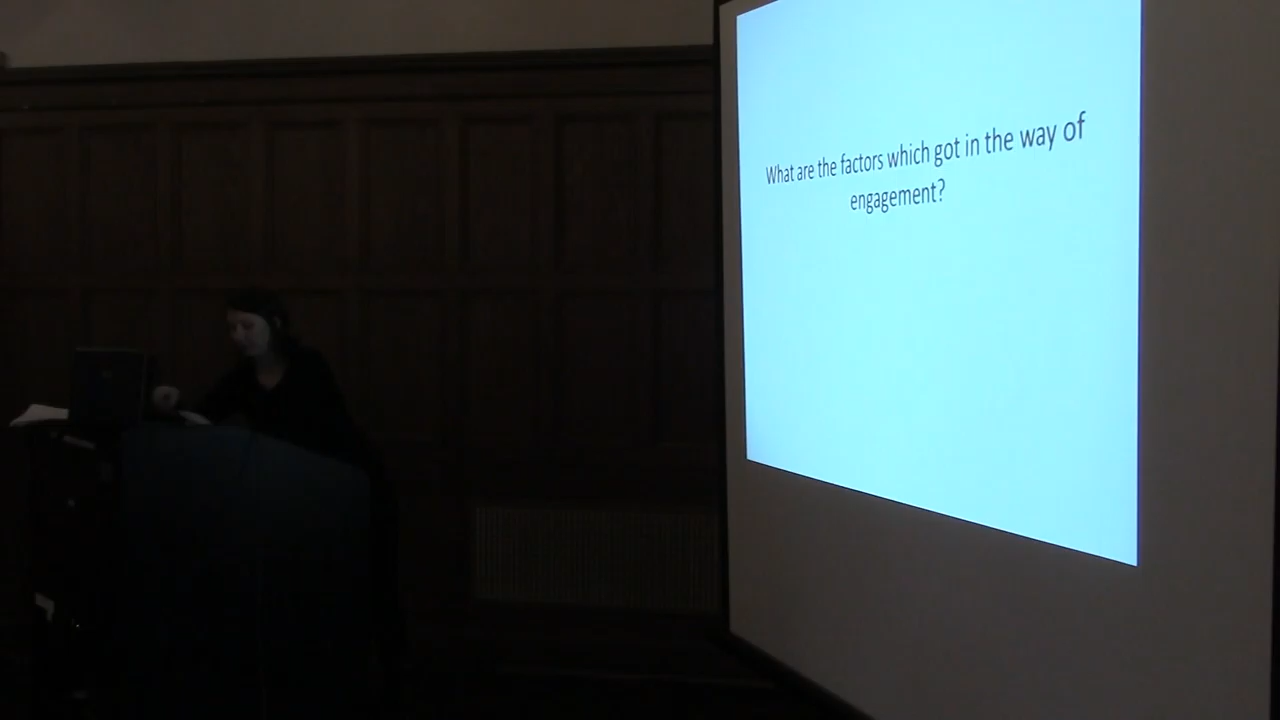 What are the factors which got in the way of
engagement?